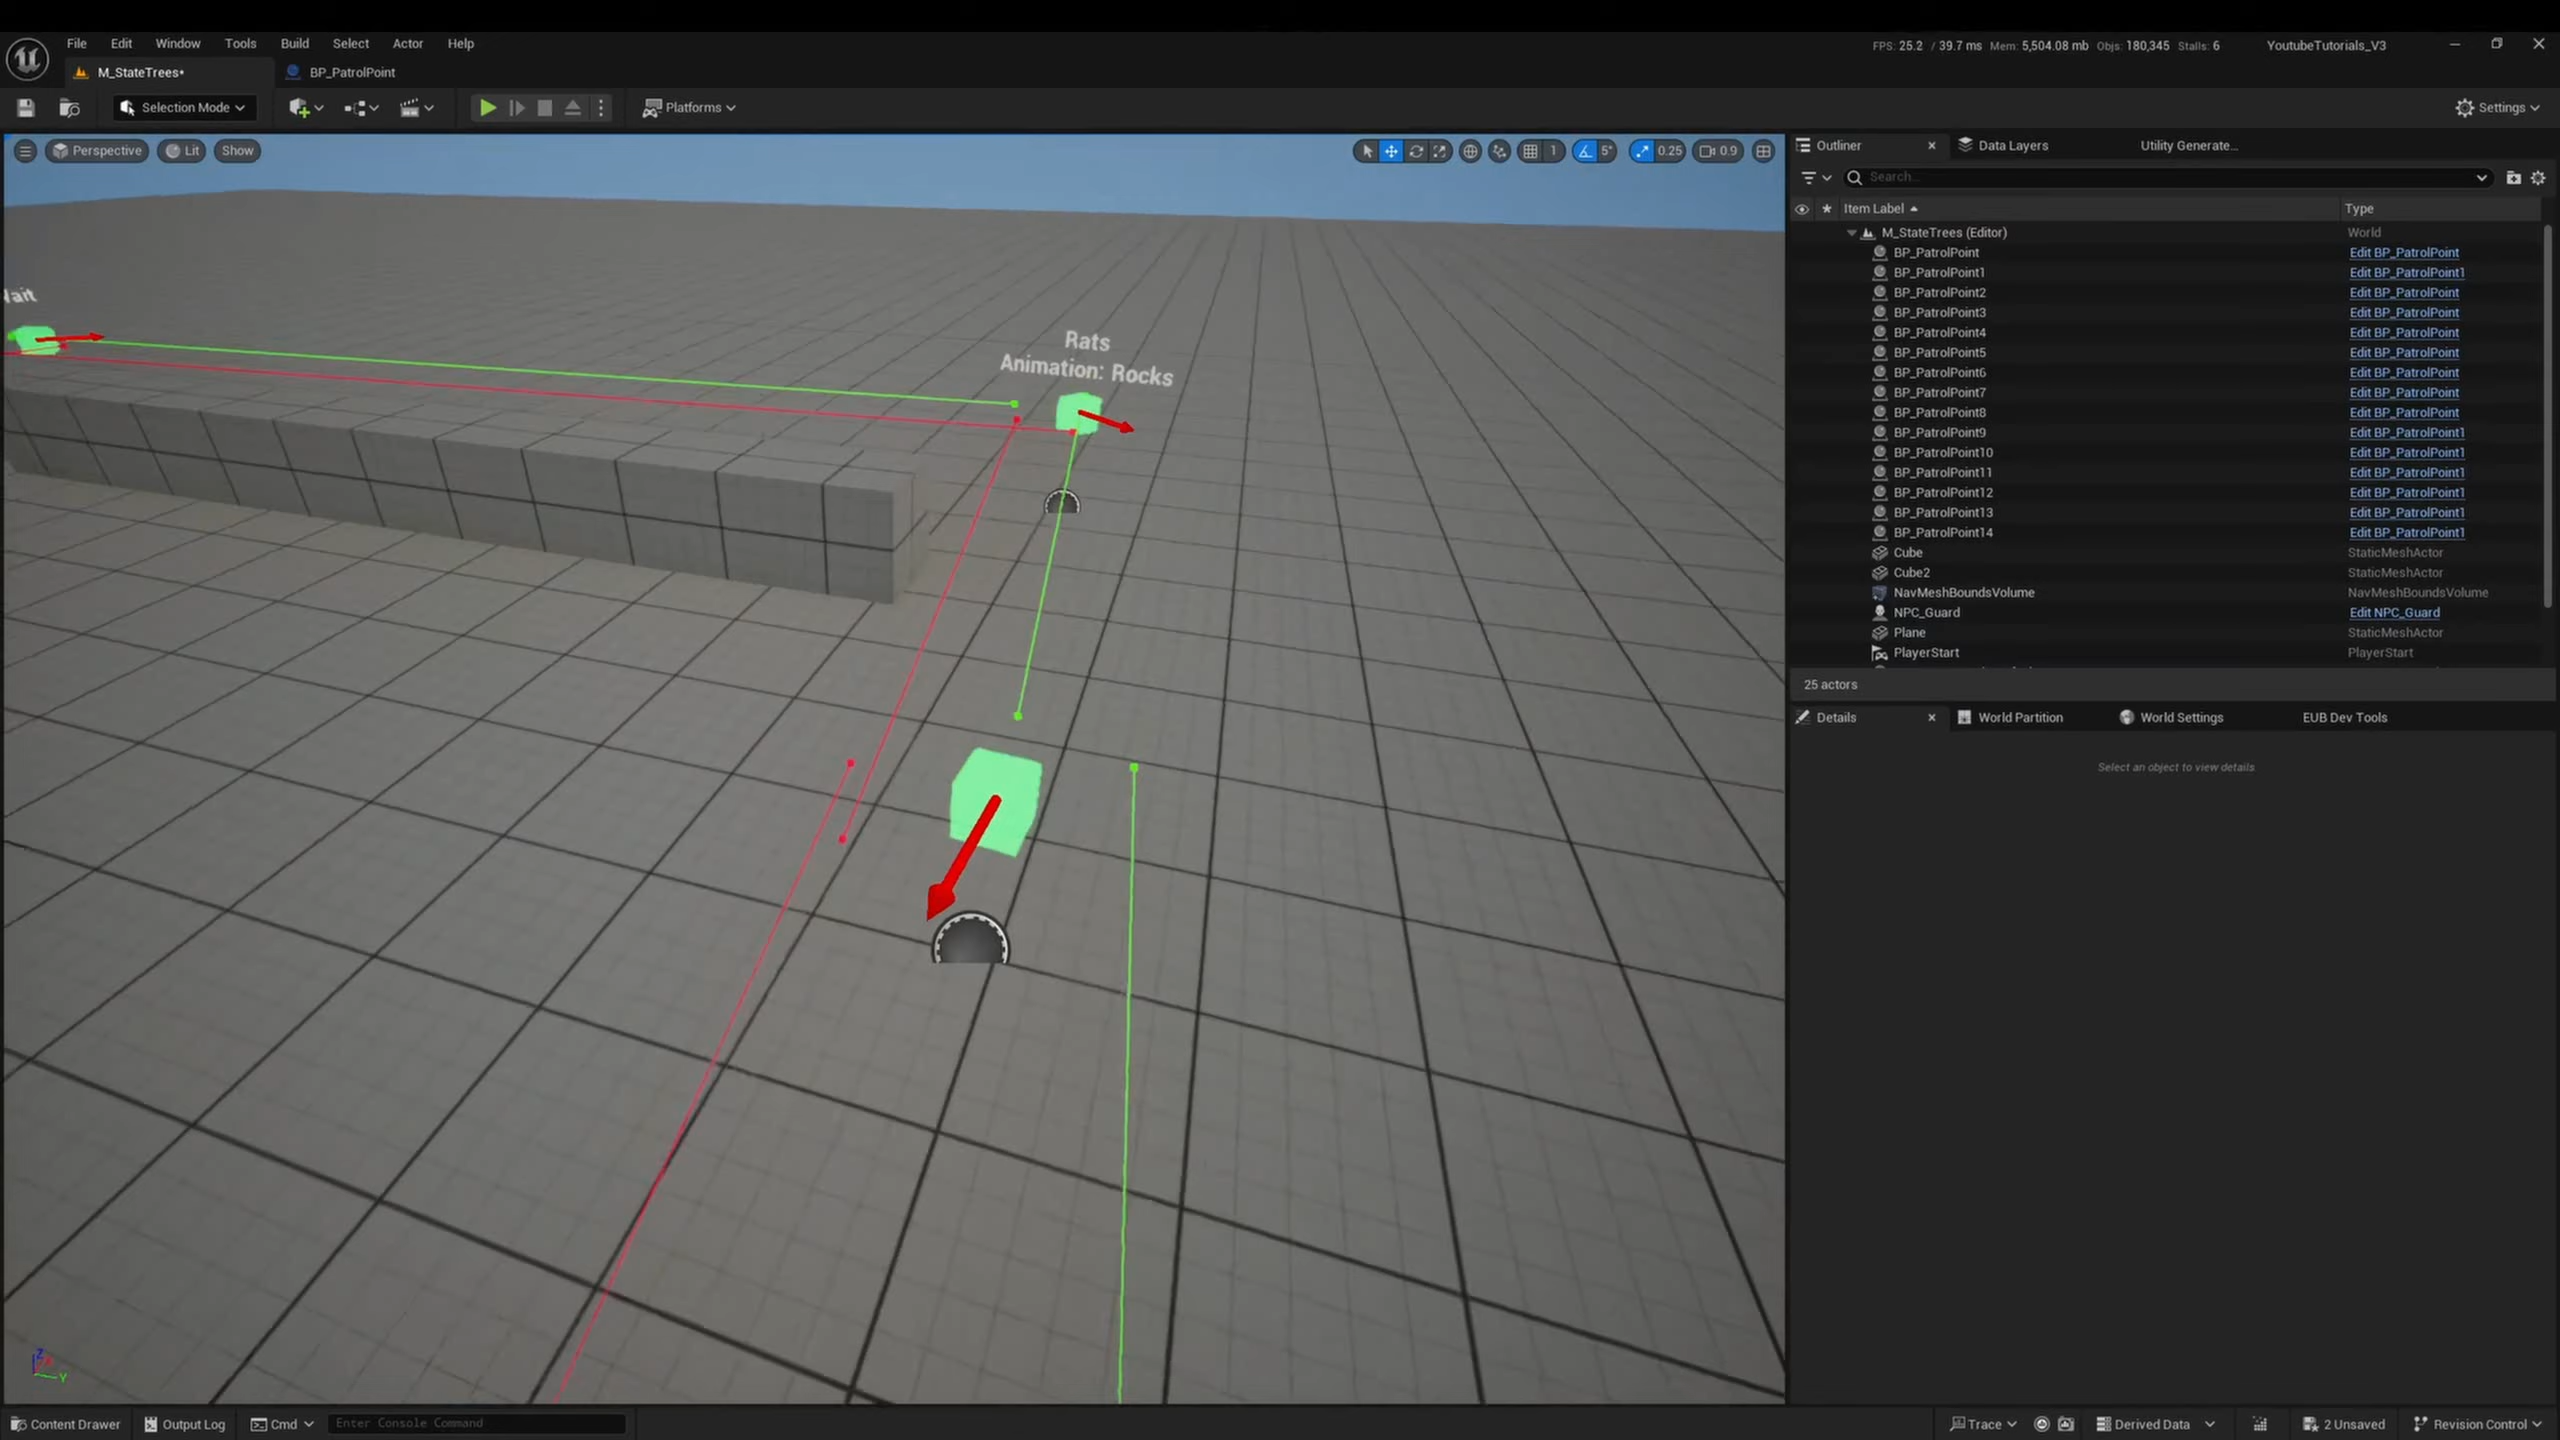 File Edit Window Tools Build Select Actor Help
FPS: 25.2 / 39.7 ms Mem: 5,504.08 mb Objs: 180,345 Stalls: 6 YoutubeTutorials_V3
M_StateTrees* BP_PatrolPoint
Selection Mode Platforms Settings
Perspective Lit Show 1 5° 0.25 0.9
Rats
Animation: Rocks
Outliner Data Layers Utility Generate...
Search...
Item Label Type
M_StateTrees (Editor) World
BP_PatrolPoint Edit BP_PatrolPoint
BP_PatrolPoint1 Edit BP_PatrolPoint1
BP_PatrolPoint2 Edit BP_PatrolPoint
BP_PatrolPoint3 Edit BP_PatrolPoint
BP_PatrolPoint4 Edit BP_PatrolPoint
BP_PatrolPoint5 Edit BP_PatrolPoint
BP_PatrolPoint6 Edit BP_PatrolPoint
BP_PatrolPoint7 Edit BP_PatrolPoint
BP_PatrolPoint8 Edit BP_PatrolPoint
BP_PatrolPoint9 Edit BP_PatrolPoint1
BP_PatrolPoint10 Edit BP_PatrolPoint1
BP_PatrolPoint11 Edit BP_PatrolPoint1
BP_PatrolPoint12 Edit BP_PatrolPoint1
BP_PatrolPoint13 Edit BP_PatrolPoint1
BP_PatrolPoint14 Edit BP_PatrolPoint1
Cube StaticMeshActor
Cube2 StaticMeshActor
NavMeshBoundsVolume NavMeshBoundsVolume
NPC_Guard Edit NPC_Guard
Plane StaticMeshActor
PlayerStart PlayerStart
25 actors
Details World Partition World Settings EUB Dev Tools
Select an object to view details
Z
Y
Content Drawer Output Log Cmd Enter Console Command Trace Derived Data 2 Unsaved Revision Control